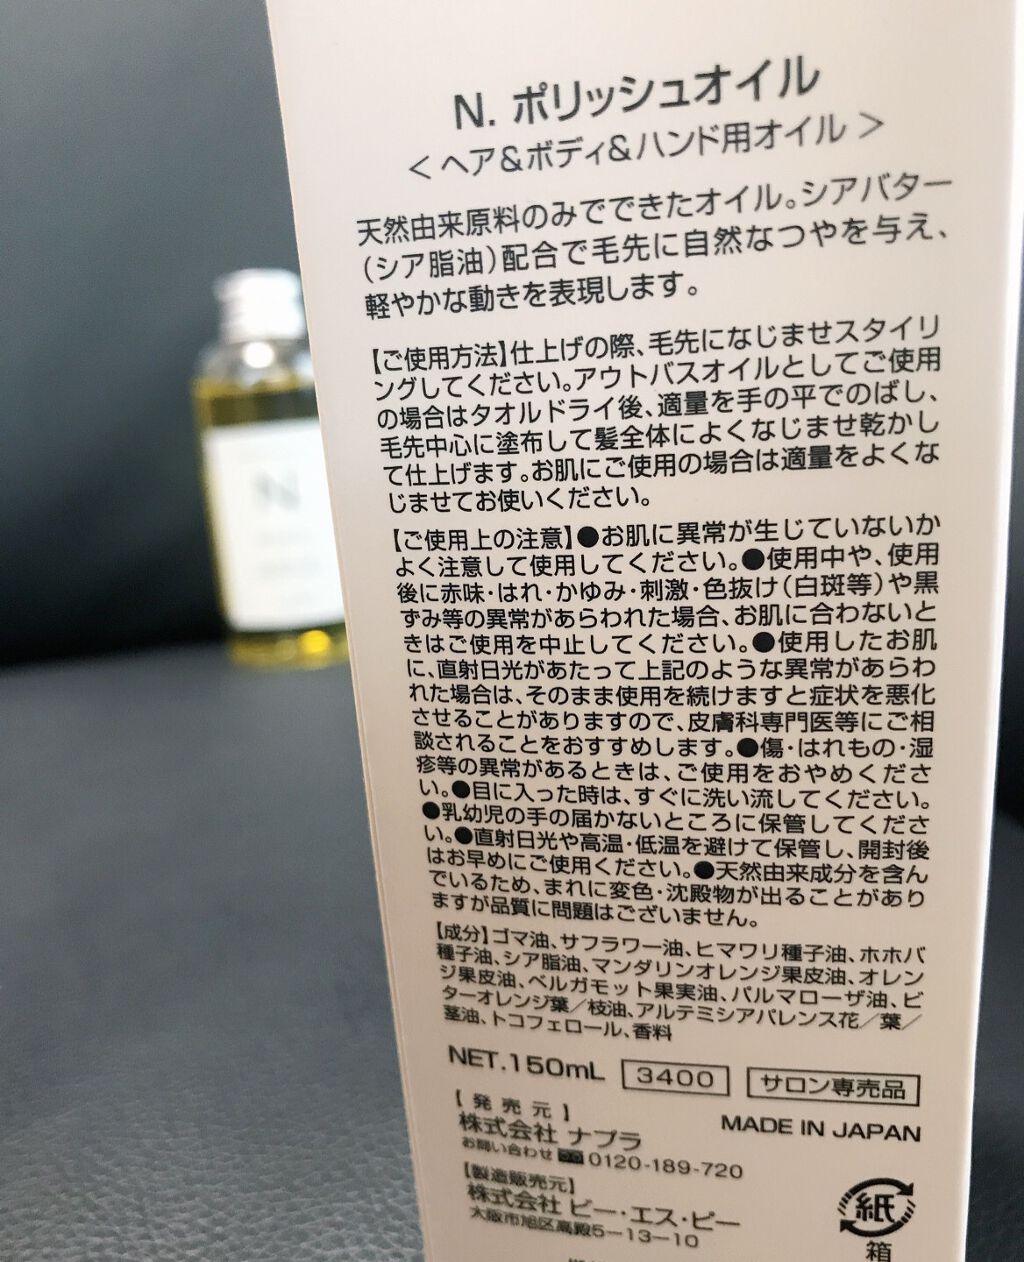 N. ポリッシュオイル
＜ヘア&ボディ&ハンド用オイル＞
天然由来原料のみでできたオイル。シアバター
(シア脂油)配合で毛先に自然なつやを与え、
軽やかな動きを表現します。
【ご使用方法】仕上げの際、毛先になじませスタイリ
ングしてください。アウトバスオイルとしてご使用
の場合はタオルドライ後、適量を手の平でのばし、
毛先中心に塗布して髪全体によくなじませ乾かし
て仕上げます。お肌にご使用の場合は適量をよくな
じませてお使いください。
【ご使用上の注意】●お肌に異常が生じていないか
よく注意して使用してください。●使用中や、使用
後に赤味・はれ・かゆみ・刺激・色抜け(白斑等)や黒
ずみ等の異常があらわれた場合、お肌に合わないと
きはご使用を中止してください。●使用したお肌
に、直射日光があたって上記のような異常があらわ
れた場合は、そのまま使用を続けますと症状を悪化
させることがありますので、皮膚科専門医等にご相
談されることをおすすめします。●傷・はれもの・湿
疹等の異常があるときは、ご使用をおやめくださ
い。●目に入った時は、すぐに洗い流してください。
●乳幼児の手の届かないところに保管してくださ
い。●直射日光や高温・低温を避けて保管し、開封後
はお早めにご使用ください。●天然由来成分を含ん
でいるため、まれに変色・沈殿物が出ることがあり
ますが品質に問題はございません。
【成分】ゴマ油、サフラワー油、ヒマワリ種子油、ホホバ
種子油、シア脂油、マンダリンオレンジ果皮油、オレン
ジ果皮油、ベルガモット果実油、パルマローザ油、ビ
ターオレンジ葉／枝油、アルテミシアパレンス花／葉／
茎油、トコフェロール、香料
NET.150mL 3400 サロン専売品
【発売元】
株式会社 ナプラ MADE IN JAPAN
お問い合わせ 0120-189-720
【製造販売元】
株式会社 ビー・エス・ピー
大阪市旭区高殿5-13-10
紙
箱
N